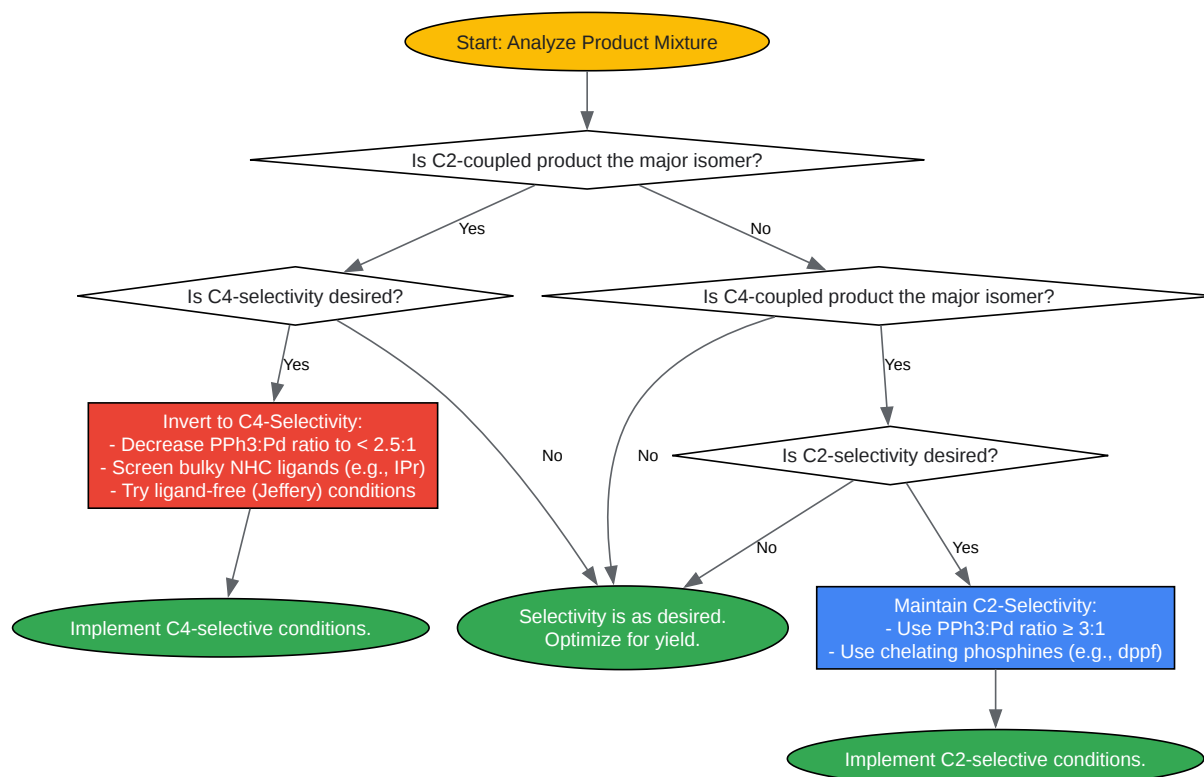 Start: Analyze Product Mixture
Is C2-coupled product the major isomer?
Yes
No
Is C4-selectivity desired?
Is C4-coupled product the major isomer?
Yes
Yes
Invert to C4-Selectivity:
- Decrease PPh3:Pd ratio to < 2.5:1
- Screen bulky NHC ligands (e.g., IPr)
- Try ligand-free (Jeffery) conditions
No
No
Is C2-selectivity desired?
No
Yes
Implement C4-selective conditions.
Selectivity is as desired.
Optimize for yield.
Maintain C2-Selectivity:
- Use PPh3:Pd ratio ≥ 3:1
- Use chelating phosphines (e.g., dppf)
Implement C2-selective conditions.